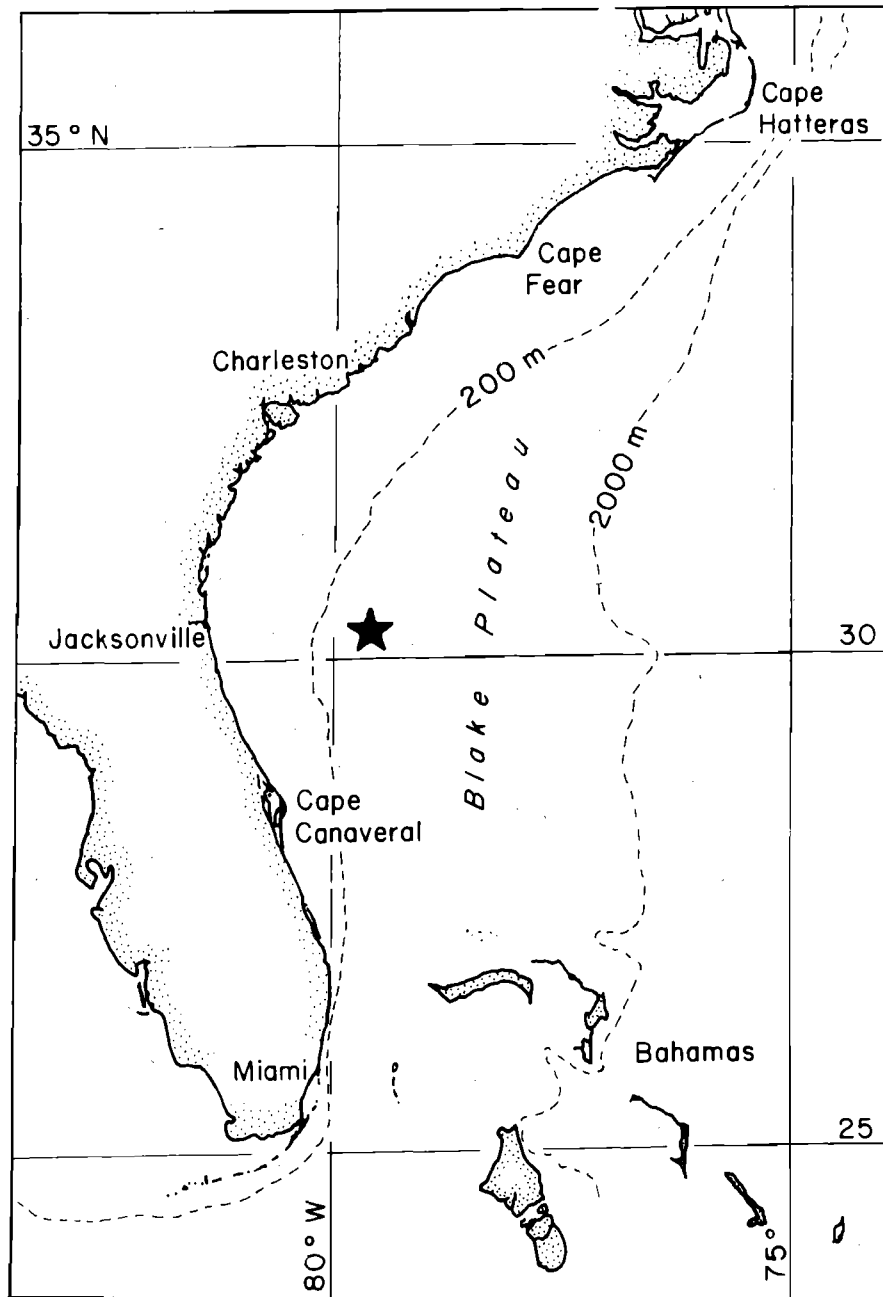 Cape
Hatteras
35° N
Cape
Fear
Charleston
200 m
2000 m
Blake Plateau
Jacksonville
30
Cape
Canaveral
Miami
Bahamas
25
80° W
75°